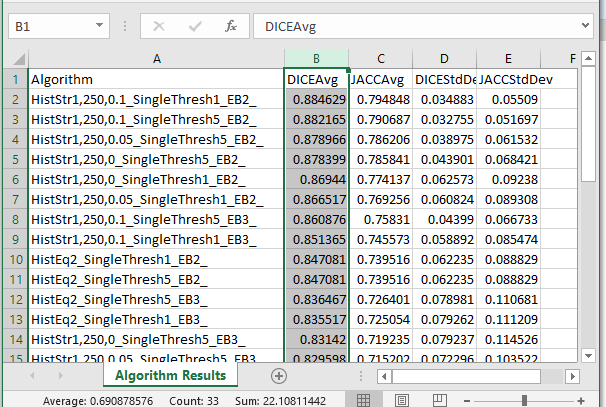 B1 fx DICEAvg
A B C D E F
1 Algorithm DICEAvg JACCAvg DICEStdDe JACCStdDev
2 HistStr1,250,0.1_SingleThresh1_EB2_ 0.884629 0.794848 0.034883 0.05509
3 HistStr1,250,0.1_SingleThresh5_EB2_ 0.882165 0.790687 0.032755 0.051697
4 HistStr1,250,0.05_SingleThresh5_EB2_ 0.878966 0.786206 0.038975 0.061532
5 HistStr1,250,0_SingleThresh5_EB2_ 0.878399 0.785841 0.043901 0.068421
6 HistStr1,250,0_SingleThresh1_EB2_ 0.86944 0.774137 0.062573 0.09238
7 HistStr1,250,0.05_SingleThresh1_EB2_ 0.866517 0.769256 0.060824 0.089308
8 HistStr1,250,0.1_SingleThresh5_EB3_ 0.860876 0.75831 0.04399 0.066733
9 HistStr1,250,0.1_SingleThresh1_EB3_ 0.851365 0.745573 0.058892 0.085474
10 HistEq2_SingleThresh1_EB2_ 0.847081 0.739516 0.062235 0.088829
11 HistEq2_SingleThresh5_EB2_ 0.847081 0.739516 0.062235 0.088829
12 HistEq2_SingleThresh5_EB3_ 0.836467 0.726401 0.078981 0.110681
13 HistEq2_SingleThresh1_EB3_ 0.835517 0.725054 0.079262 0.111209
14 HistStr1,250,0_SingleThresh5_EB3_ 0.83142 0.719235 0.079237 0.114526
15 HistStr1,250,0.05_SingleThresh5_EB3_ 0.829598 0.715202 0.072296 0.103522
Algorithm Results
Average: 0.690878576 Count: 33 Sum: 22.10811442